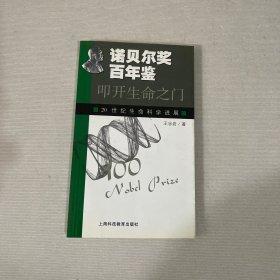 诺贝尔奖
百年鉴
叩开生命之门
20世纪生命科学进展
著
100
Nobel Prize
上海科技教育出版社